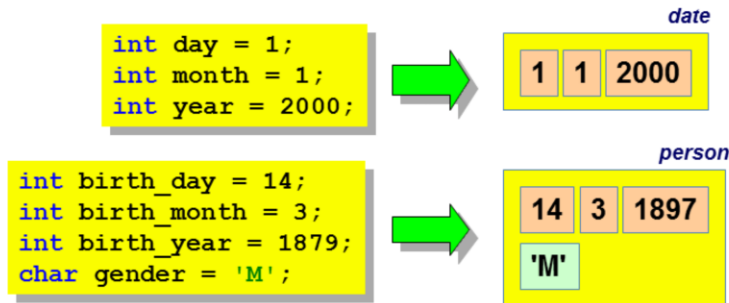 date
int day = 1;
int month = 1;
int year = 2000;
1 1 2000
person
int birth_day = 14;
int birth_month = 3;
int birth_year = 1879;
char gender = 'M';
14 3 1897
'M'